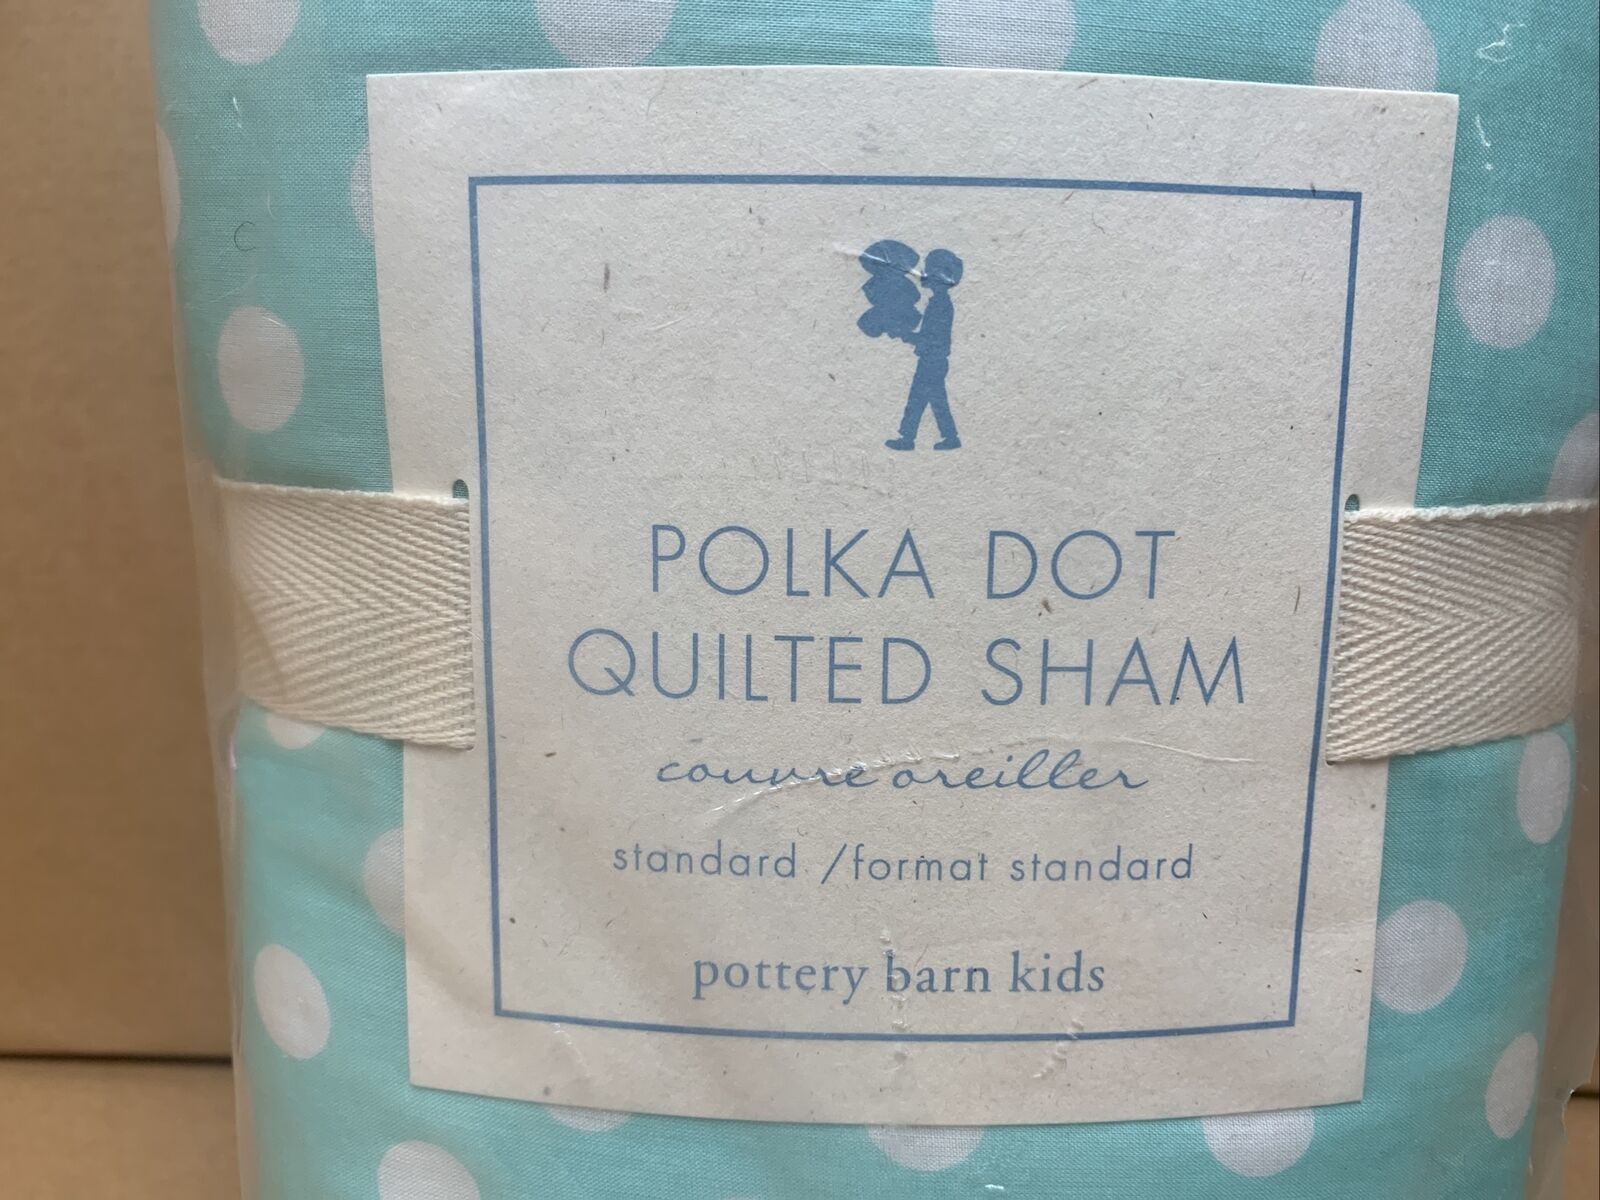 POLKA DOT
QUILTED SHAM
couvre oreiller
standard /format standard
pottery barn kids